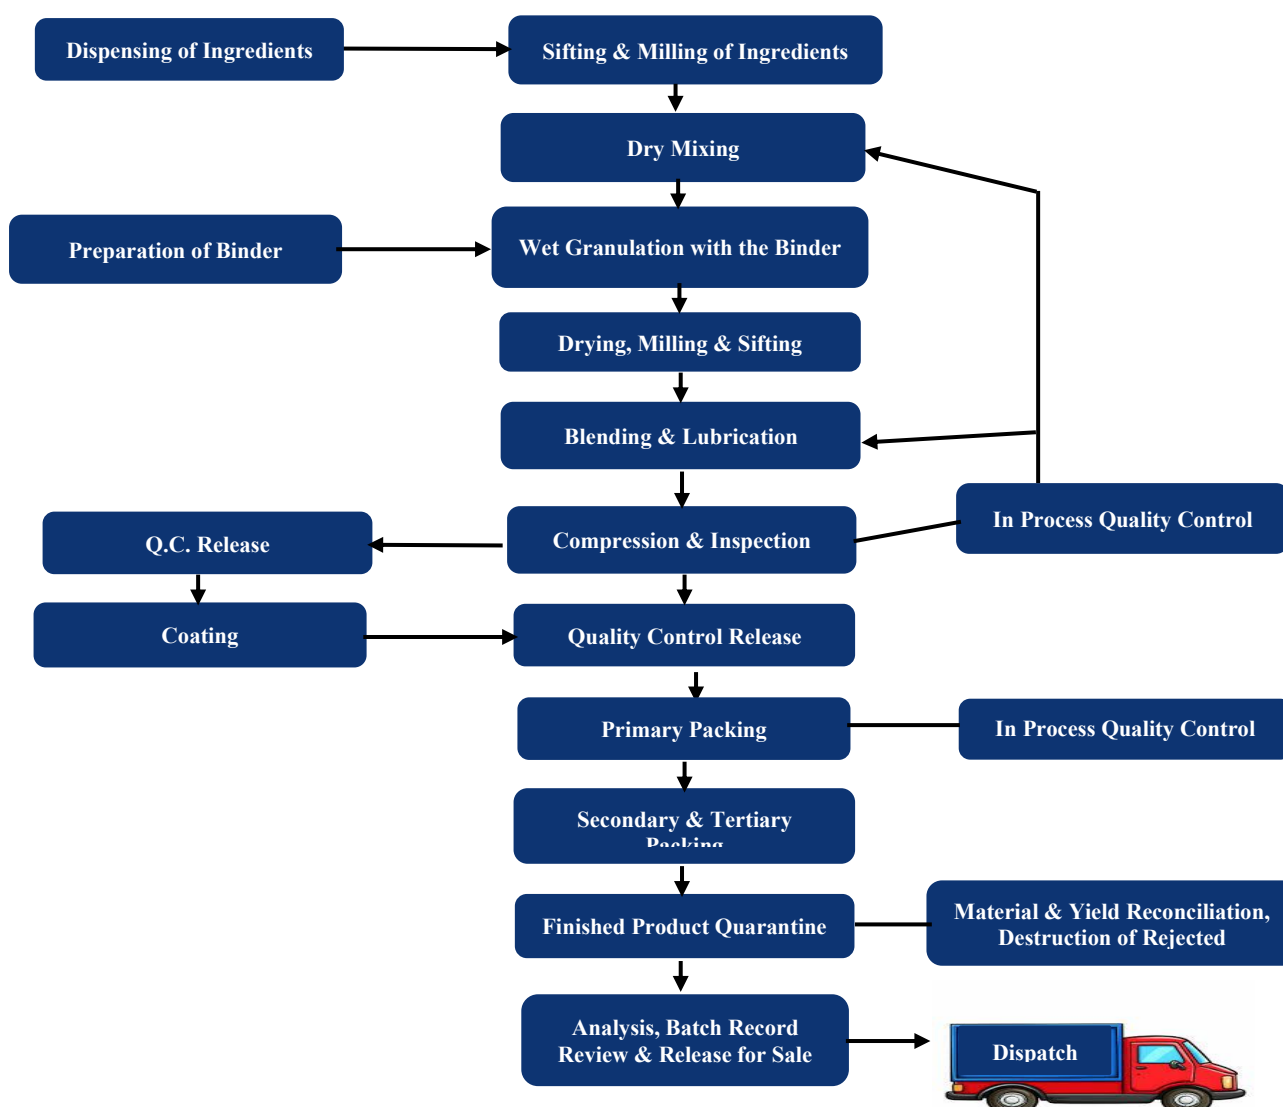 Dispensing of Ingredients
Sifting & Milling of Ingredients
Dry Mixing
Preparation of Binder
Wet Granulation with the Binder
Drying, Milling & Sifting
Blending & Lubrication
In Process Quality Control
Q.C. Release
Compression & Inspection
Coating
Quality Control Release
Primary Packing
In Process Quality Control
Secondary & Tertiary
Packing
Finished Product Quarantine
Material & Yield Reconciliation,
Destruction of Rejected
Analysis, Batch Record
Review & Release for Sale
Dispatch